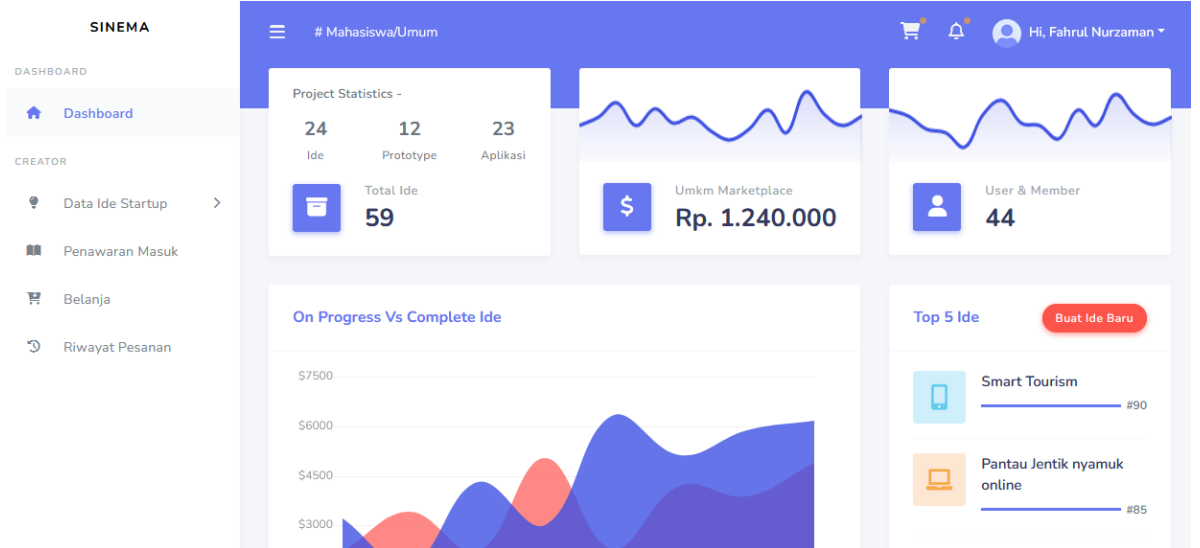 SINEMA
# Mahasiswa/Umum
Hi, Fahrul Nurzaman
DASHBOARD
Dashboard
CREATOR
Data Ide Startup
Penawaran Masuk
Belanja
Riwayat Pesanan
Project Statistics -
24 12 23
Ide Prototype Aplikasi
Total Ide
59
Umkm Marketplace
Rp. 1.240.000
User & Member
44
On Progress Vs Complete Ide
$7500
$6000
$4500
$3000
Top 5 Ide
Buat Ide Baru
Smart Tourism
#90
Pantau Jentik nyamuk
online
#85